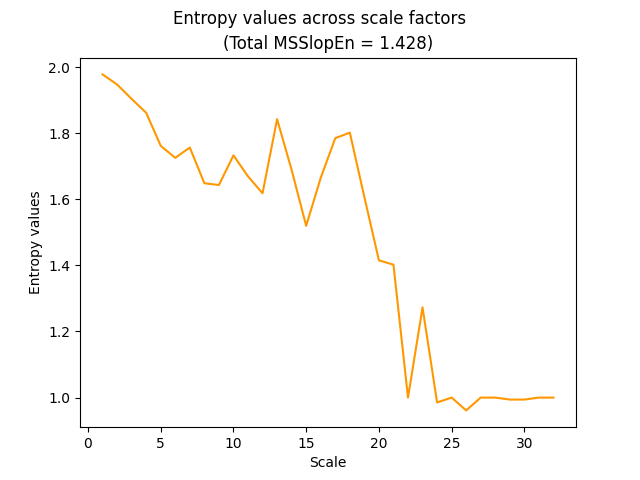 Entropy values across scale factors
(Total MSSlopEn = 1.428)
2.0
1.8
1.6
1.4
1.2
1.0
Entropy values
0 5 10 15 20 25 30
Scale